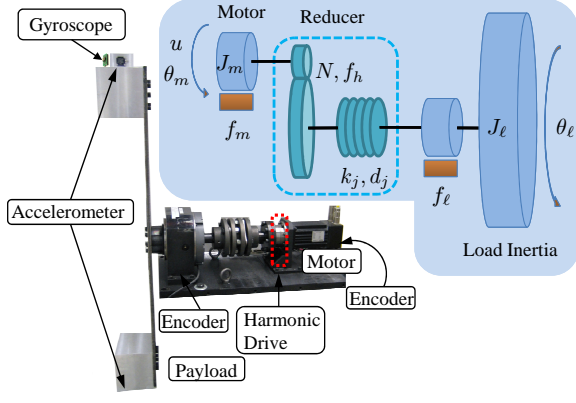 Gyroscope
Motor
Reducer
u
θm
Jm
fm
N, fh
kj, dj
fℓ
Jℓ
θℓ
Load Inertia
Accelerometer
Motor
Encoder
Encoder
Harmonic
Drive
Payload